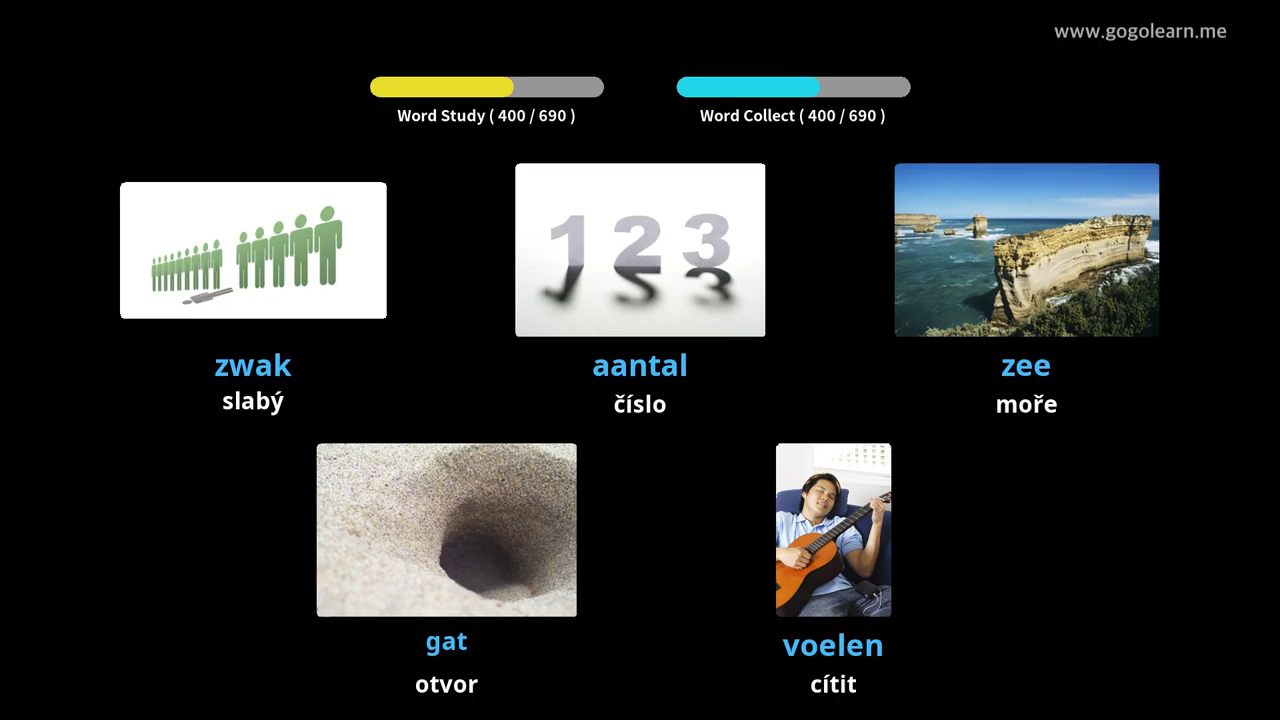 www.gogolearn.me
Word Study ( 400 / 690 )
Word Collect ( 400 / 690 )
1 2 3
zwak
slabý
aantal
číslo
zee
moře
gat
otvor
voelen
cítit